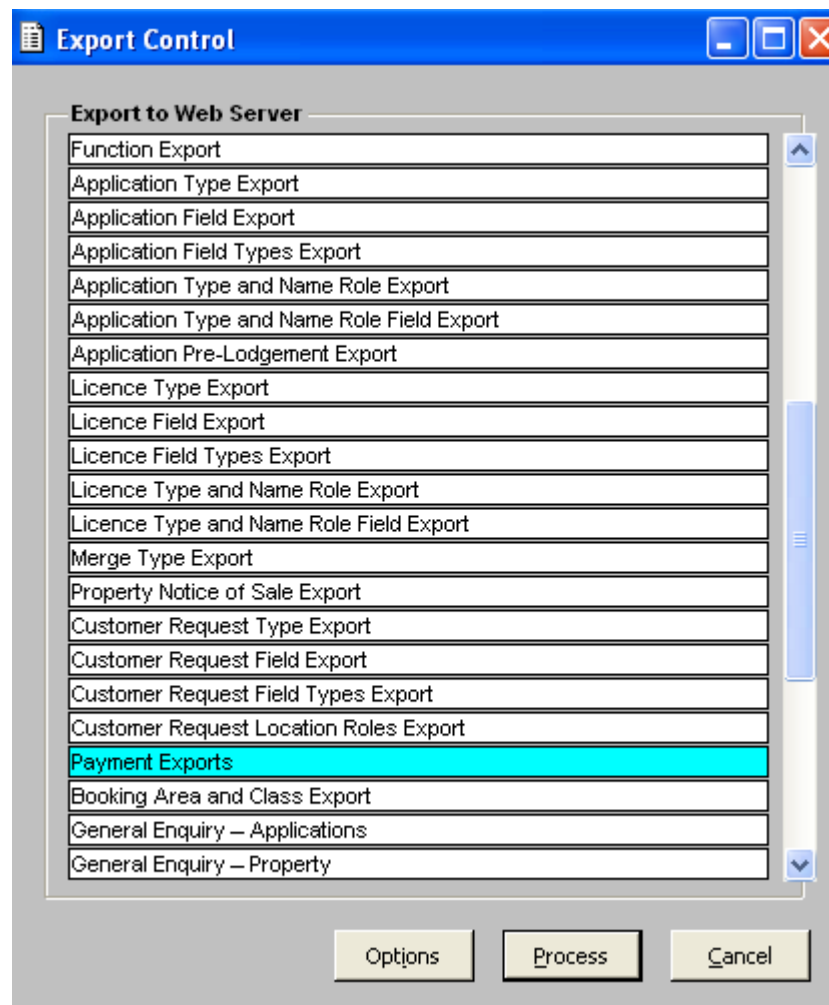 Export Control
Export to Web Server
Function Export
Application Type Export
Application Field Export
Application Field Types Export
Application Type and Name Role Export
Application Type and Name Role Field Export
Application Pre-Lodgement Export
Licence Type Export
Licence Field Export
Licence Field Types Export
Licence Type and Name Role Export
Licence Type and Name Role Field Export
Merge Type Export
Property Notice of Sale Export
Customer Request Type Export
Customer Request Field Export
Customer Request Field Types Export
Customer Request Location Roles Export
Payment Exports
Booking Area and Class Export
General Enquiry – Applications
General Enquiry – Property
Options Process Cancel